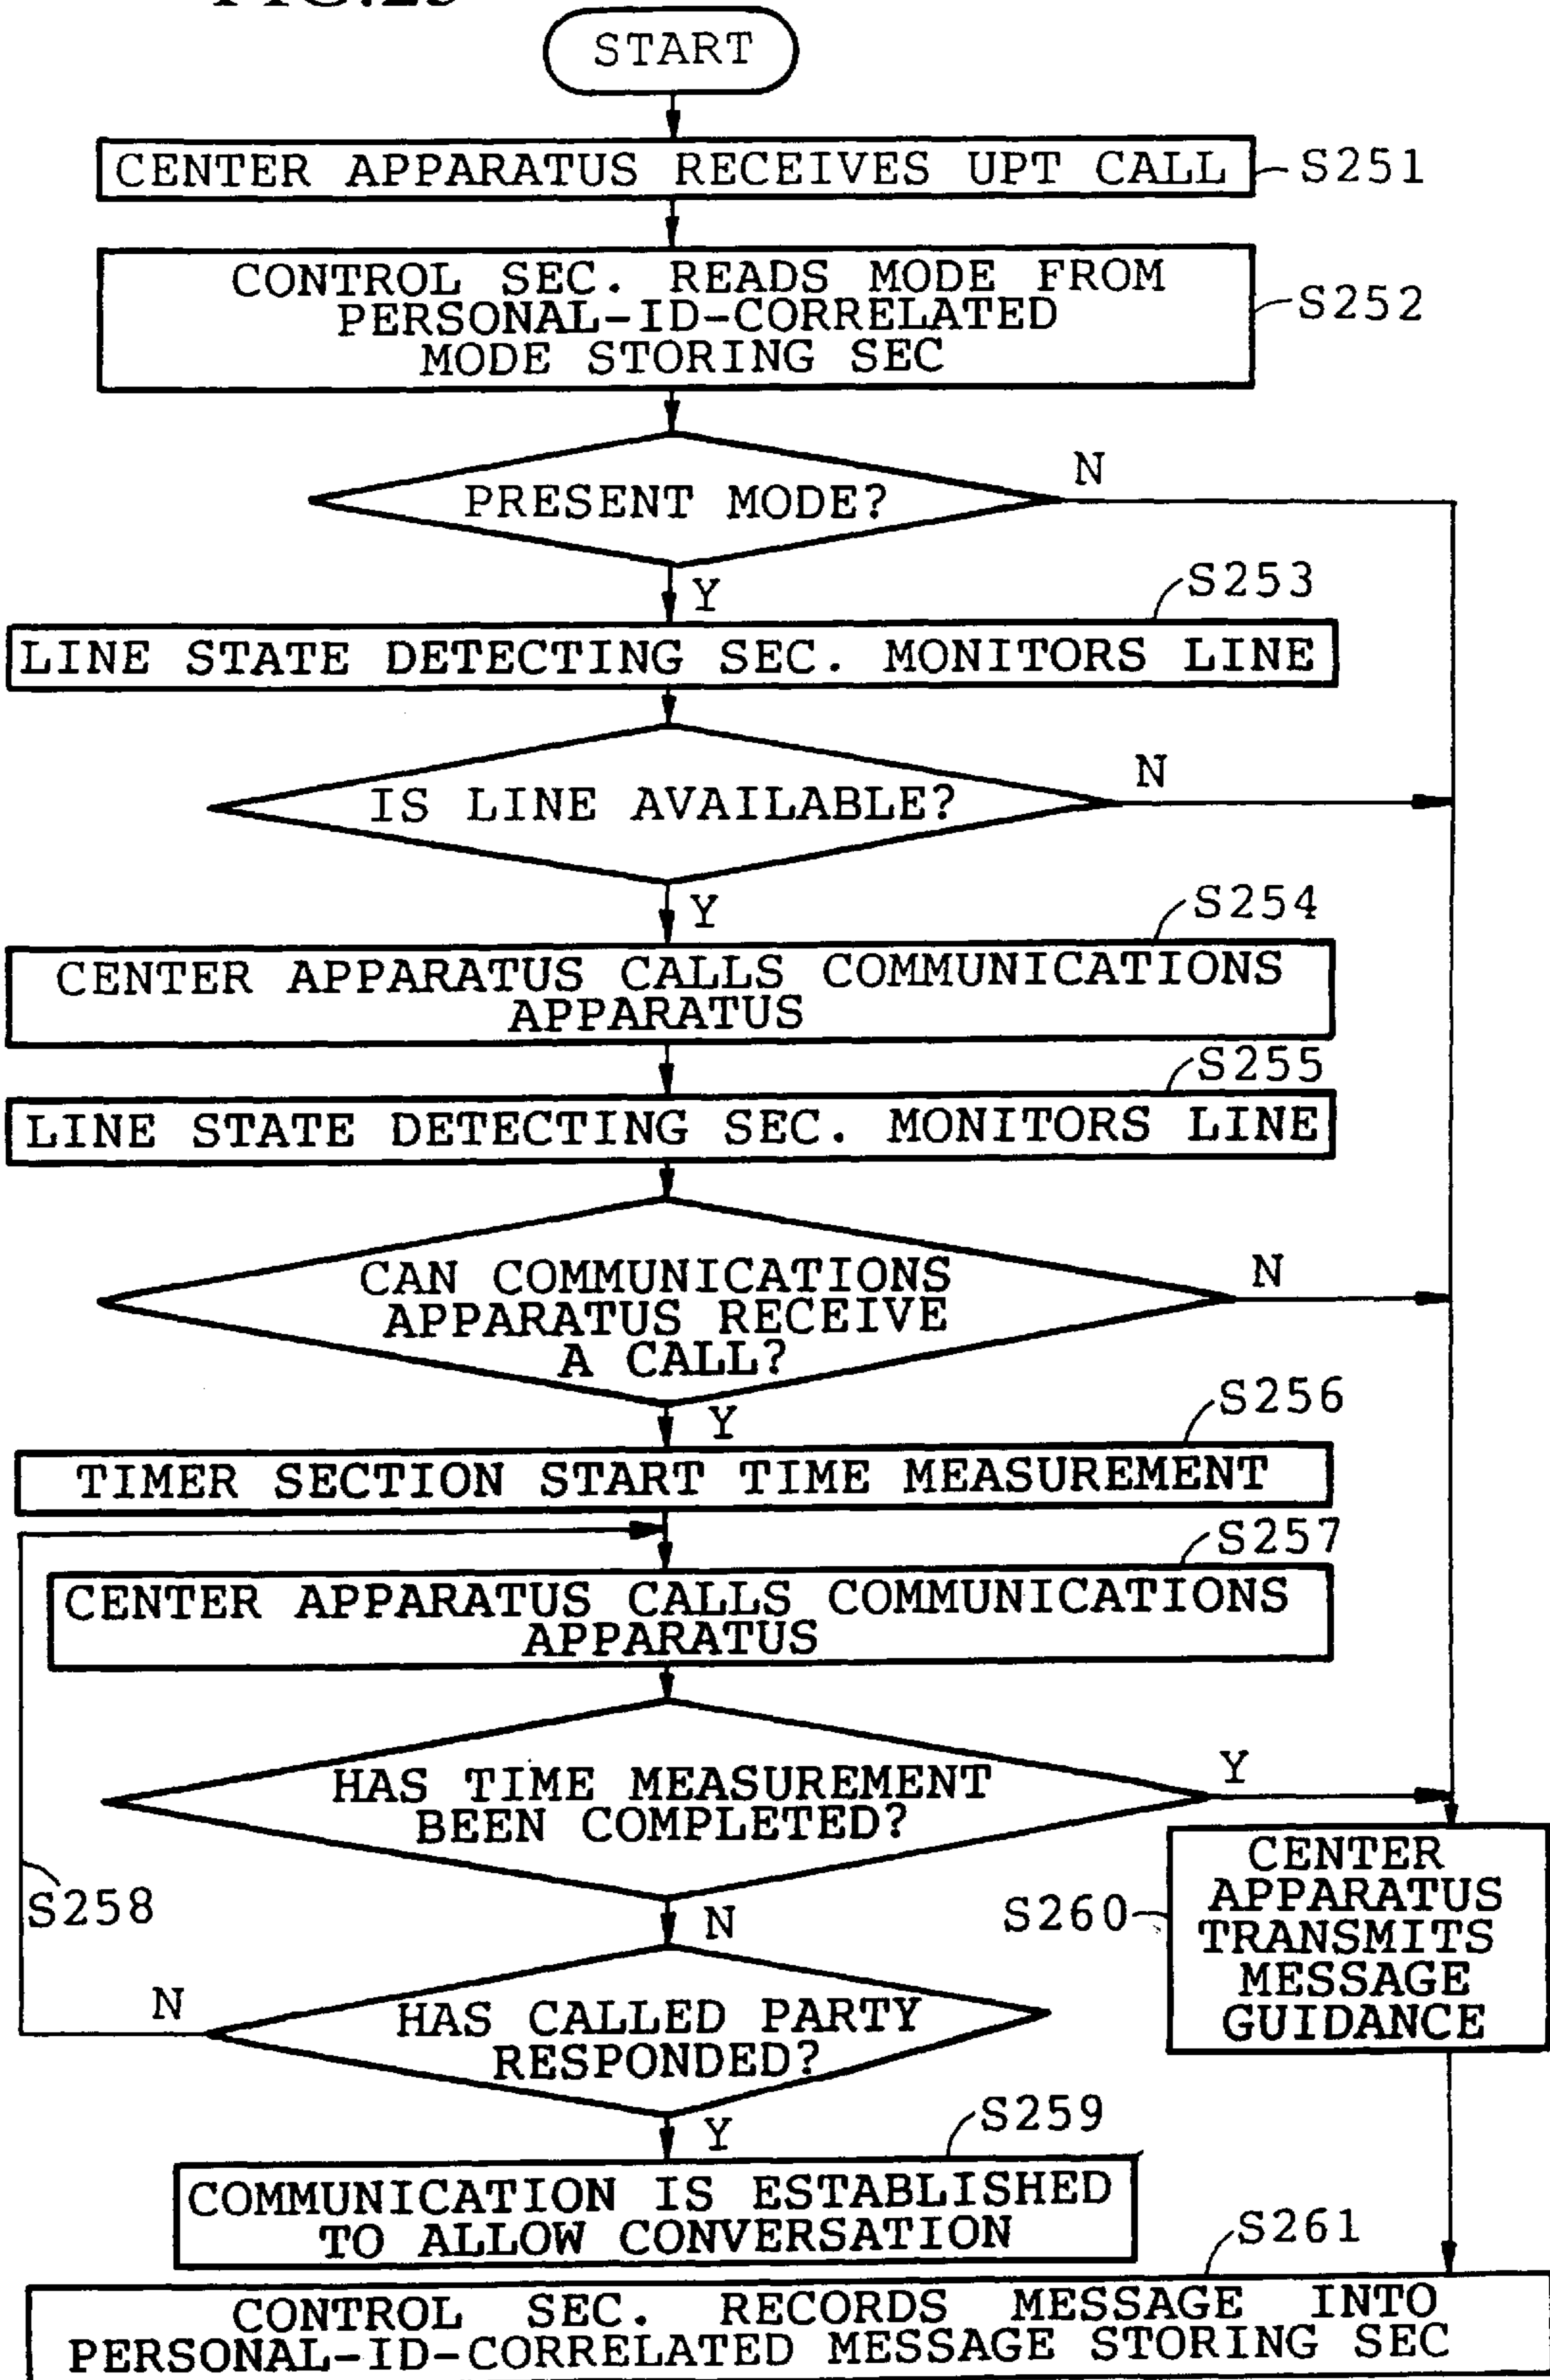 START
CENTER APPARATUS RECEIVES UPT CALL
S251
CONTROL SEC. READS MODE FROM
PERSONAL-ID-CORRELATED
MODE STORING SEC
S252
PRESENT MODE?
N
Y
S253
LINE STATE DETECTING SEC. MONITORS LINE
IS LINE AVAILABLE?
N
Y
S254
CENTER APPARATUS CALLS COMMUNICATIONS
APPARATUS
S255
LINE STATE DETECTING SEC. MONITORS LINE
CAN COMMUNICATIONS
APPARATUS RECEIVE
A CALL?
N
Y
S256
TIMER SECTION START TIME MEASUREMENT
S257
CENTER APPARATUS CALLS COMMUNICATIONS
APPARATUS
HAS TIME MEASUREMENT
BEEN COMPLETED?
Y
N
S258
HAS CALLED PARTY
RESPONDED?
N
Y
S260
CENTER
APPARATUS
TRANSMITS
MESSAGE
GUIDANCE
S259
COMMUNICATION IS ESTABLISHED
TO ALLOW CONVERSATION
S261
CONTROL SEC. RECORDS MESSAGE INTO
PERSONAL-ID-CORRELATED MESSAGE STORING SEC